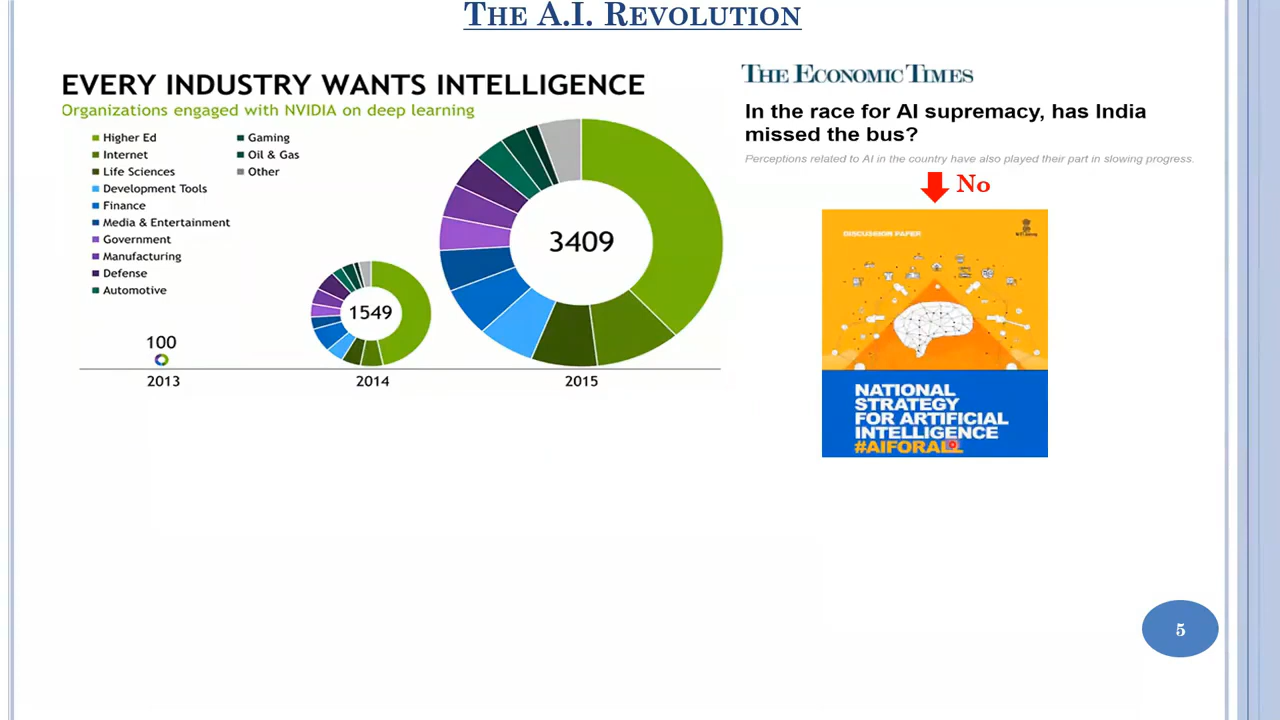 THE A.I. REVOLUTION
EVERY INDUSTRY WANTS INTELLIGENCE
Organizations engaged with NVIDIA on deep learning
Higher Ed
Internet
Life Sciences
Development Tools
Finance
Media & Entertainment
Government
Manufacturing
Defense
Automotive
Gaming
Oil & Gas
Other
100
1549
3409
2013
2014
2015
THE ECONOMIC TIMES
In the race for AI supremacy, has India
missed the bus?
Perceptions related to AI in the country have also played their part in slowing progress.
No
DISCUSSION PAPER
NATIONAL
STRATEGY
FOR ARTIFICIAL
INTELLIGENCE
#AIFORALL
5